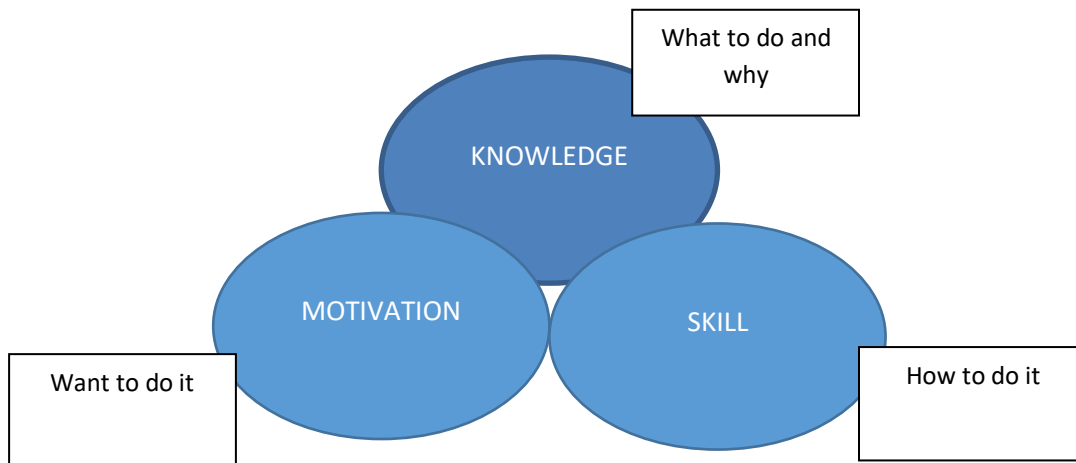 What to do and
why
KNOWLEDGE
MOTIVATION
SKILL
Want to do it
How to do it